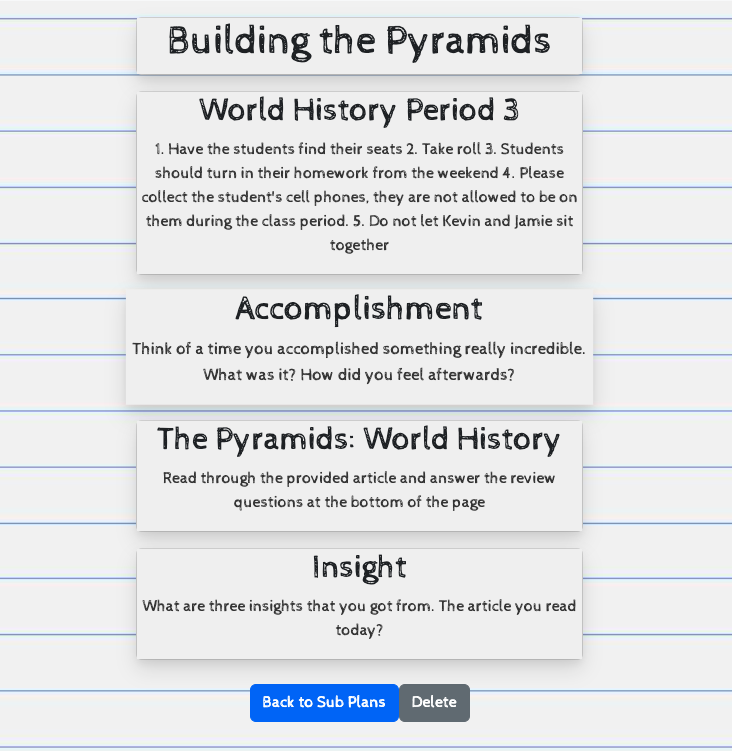 Building the Pyramids
World History Period 3
1. Have the students find their seats 2. Take roll 3. Students
should turn in their homework from the weekend 4. Please
collect the student's cell phones, they are not allowed to be on
them during the class period. 5. Do not let Kevin and Jamie sit
together
Accomplishment
Think of a time you accomplished something really incredible.
What was it? How did you feel afterwards?
The Pyramids: World History
Read through the provided article and answer the review
questions at the bottom of the page
Insight
What are three insights that you got from. The article you read
today?
Back to Sub Plans Delete